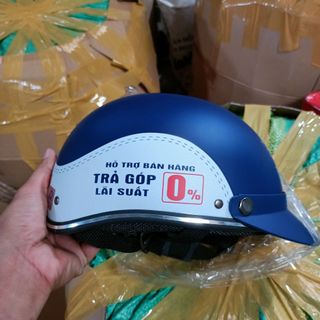 HỖ TRỢ BÁN HÀNG
TRẢ GÓP
LÃI SUẤT
0%